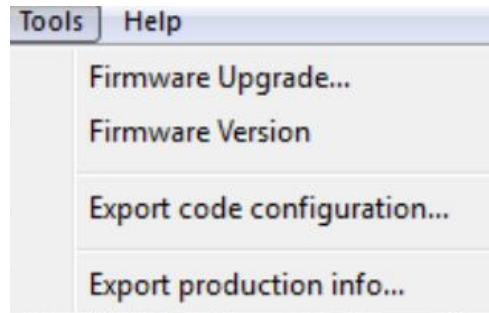 Tools Help
Firmware Upgrade...
Firmware Version
Export code configuration...
Export production info...